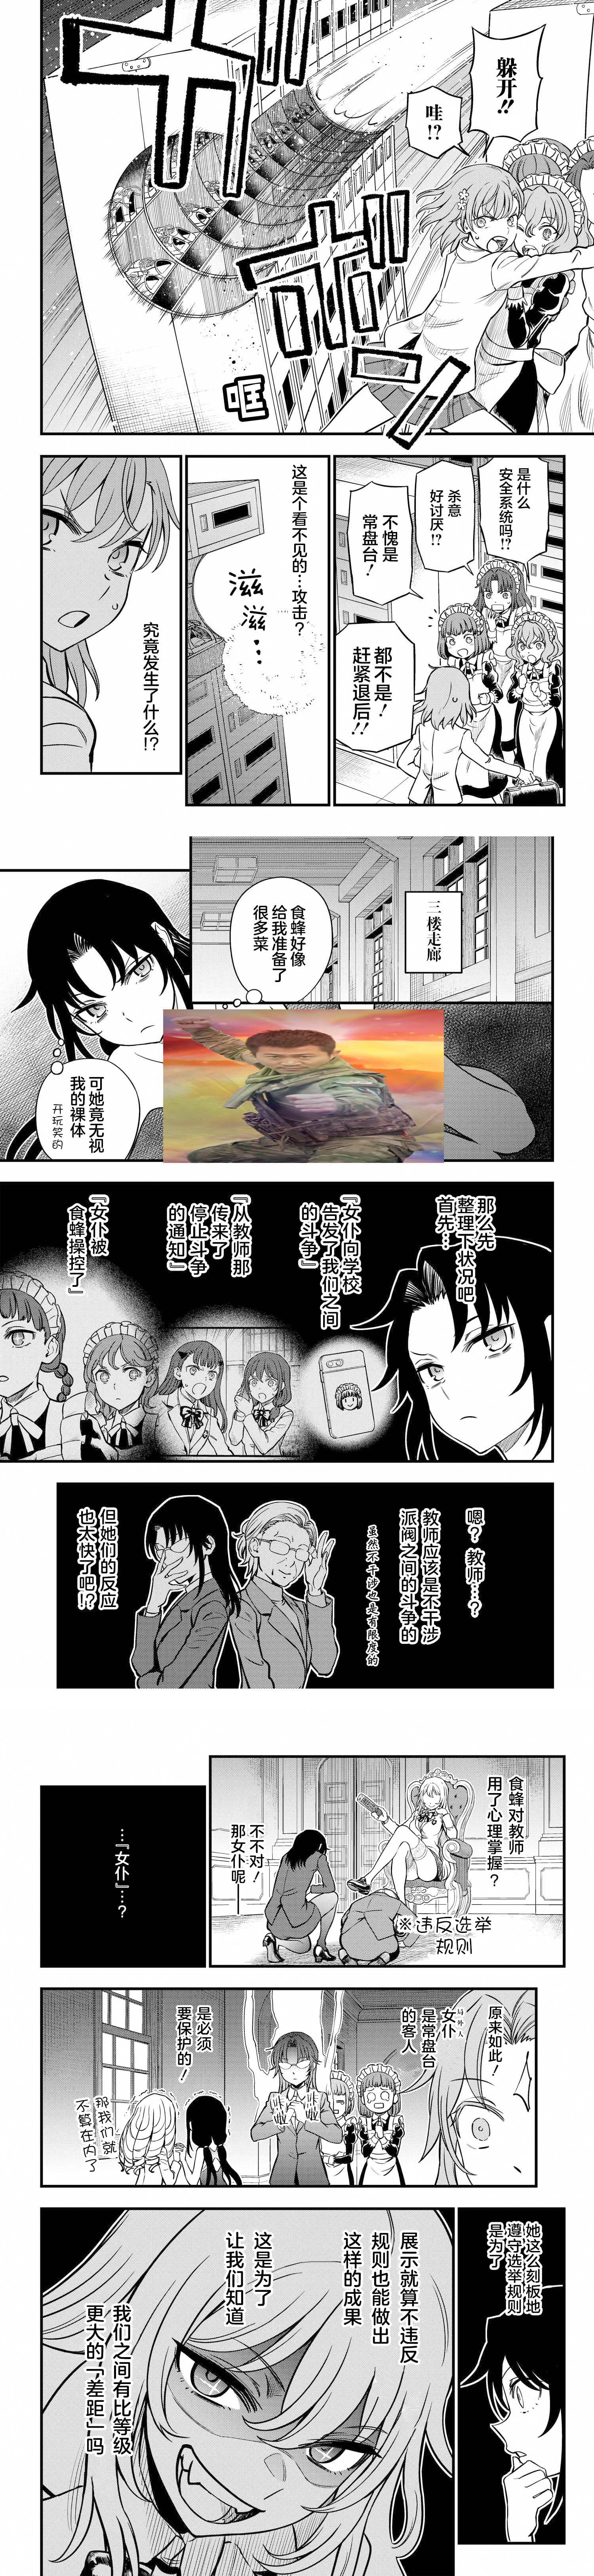 躲开!!
哇!?
哐
是什么
安全系统吗!?
杀意
好讨厌!?
不愧是
常盘台！
都不是！
赶紧退后!!
这是个看不见的…攻击？
滋
滋…
究竟发生了什么!?
三楼走廊
食蜂好像
给我准备了
很多菜
可她竟无视
我的裸体
开玩笑的
那么先
整理下状况吧
首先…
『女仆向学校
告发了我们之间
的斗争』
『从教师那
传来了
停止斗争
的通知』
『女仆被
食蜂操控了』
嗯？教师…？
教师应该是不干涉
派阀之间的斗争的
虽然不干涉也是有限度的
但她们的反应
也太快了吧!?
食蜂对教师
用了心理掌握？
※违反选举
规则
不不对！
那女仆呢
…『女仆』…？
原来如此！
局外人
女仆
是常盘台
的客人
是必须
要保护的！
那我们就
不算在内了
她这么刻板地
遵守选举规则
是为了
展示就算不违反
规则也能做出
这样的成果
这是为了
让我们知道
我们之间有比等级
更大的「差距」吗